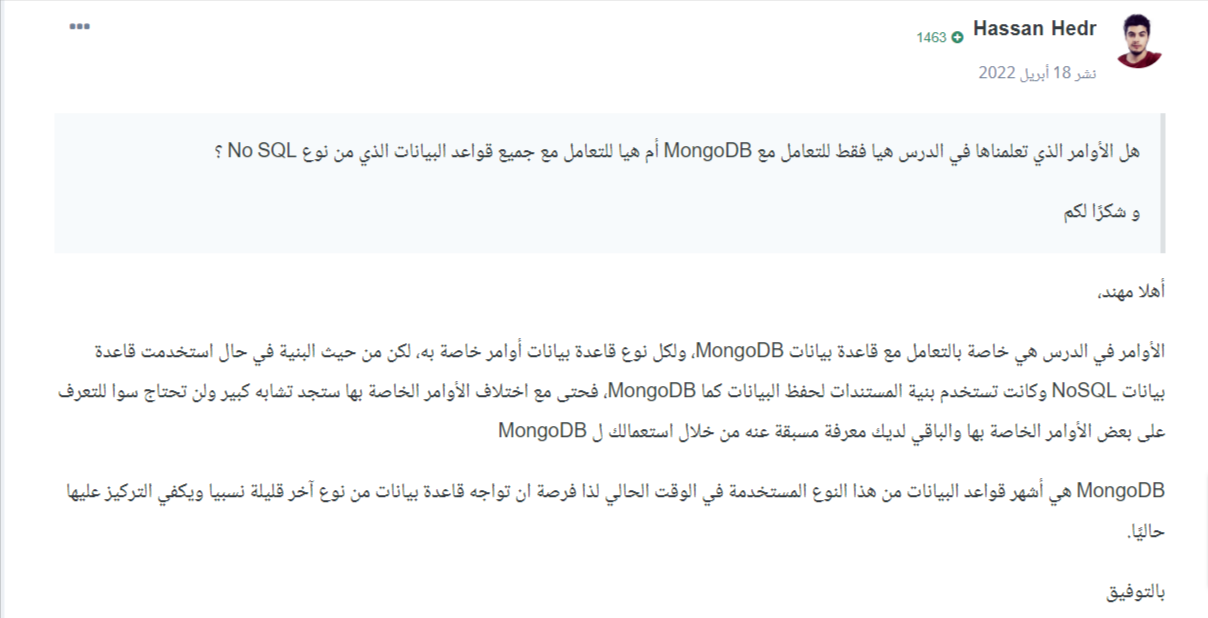 Hassan Hedr
1463
نشر 18 أبريل 2022
هل الأوامر الذي تعلمناها في الدرس هيا فقط للتعامل مع MongoDB أم هيا للتعامل مع جميع قواعد البيانات الذي من نوع No SQL ؟
و شكرًا لكم
أهلا مهند،
الأوامر في الدرس هي خاصة بالتعامل مع قاعدة بيانات MongoDB، ولكل نوع قاعدة بيانات أوامر خاصة به، لكن من حيث البنية في حال استخدمت قاعدة
بيانات NoSQL وكانت تستخدم بنية المستندات لحفظ البيانات كما MongoDB، فحتى مع اختلاف الأوامر الخاصة بها ستجد تشابه كبير ولن تحتاج سوا للتعرف
على بعض الأوامر الخاصة بها والباقي لديك معرفة مسبقة عنه من خلال استعمالك ل MongoDB
MongoDB هي أشهر قواعد البيانات من هذا النوع المستخدمة في الوقت الحالي لذا فرصة ان تواجه قاعدة بيانات من نوع آخر قليلة نسبيا ويكفي التركيز عليها
حاليًا.
بالتوفيق